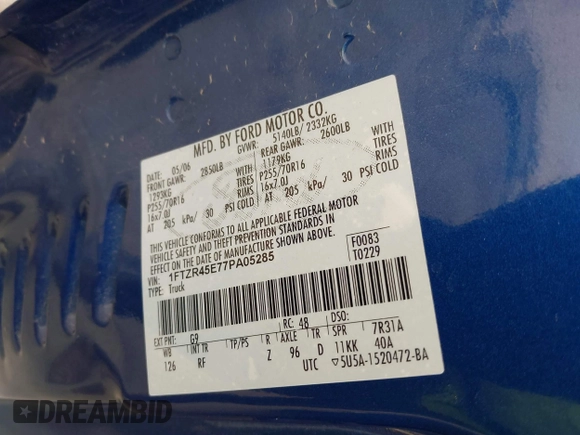 MFD. BY FORD MOTOR CO.
DATE: 05/06 GVWR: 5140LB/ 2332KG
FRONT GAWR: 2850LB REAR GAWR: 2600LB
1293KG 1179KG WITH
P255/70R16 WITH P255/70R16 TIRES
16x7.0J TIRES 16x7.0J RIMS
AT 205 kPa/ 30 PSI COLD RIMS AT 205 kPa/ 30 PSI COLD
THIS VEHICLE CONFORMS TO ALL APPLICABLE FEDERAL MOTOR
VEHICLE SAFETY AND THEFT PREVENTION STANDARDS IN
EFFECT ON THE DATE OF MANUFACTURE SHOWN ABOVE.
VIN: 1FTZR45E77PA05285 F0083
TYPE: Truck T0229
EXT PNT: G9 RC: 48 DSO:
WB INT TR TP/PS R AXLE TR SPR 7R31A
126 RF Z 96 D 11KK 40A
UTC ▽SU5A-1520472-BA
DREAMBID